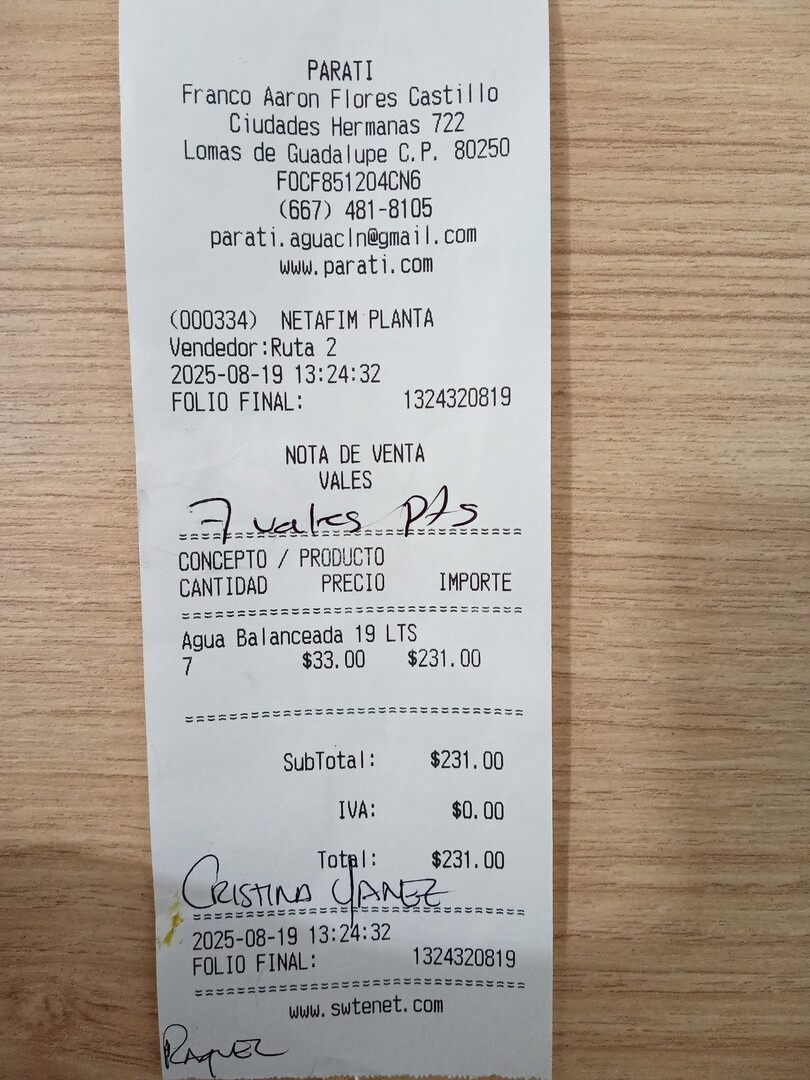 PARATI
Franco Aaron Flores Castillo
Ciudades Hermanas 722
Lomas de Guadalupe C.P. 80250
FOCF851204CN6
(667) 481-8105
parati.aguacln@gmail.com
www.parati.com
(000334) NETAFIM PLANTA
Vendedor:Ruta 2
2025-08-19 13:24:32
FOLIO FINAL: 1324320819
NOTA DE VENTA
VALES
7 vales pts
================================
CONCEPTO / PRODUCTO
CANTIDAD PRECIO IMPORTE
================================
Agua Balanceada 19 LTS
7 $33.00 $231.00
================================
SubTotal: $231.00
IVA: $0.00
Total: $231.00
CRISTINA YANEZ
================================
2025-08-19 13:24:32
FOLIO FINAL: 1324320819
================================
www.swtenet.com
RAQUEL